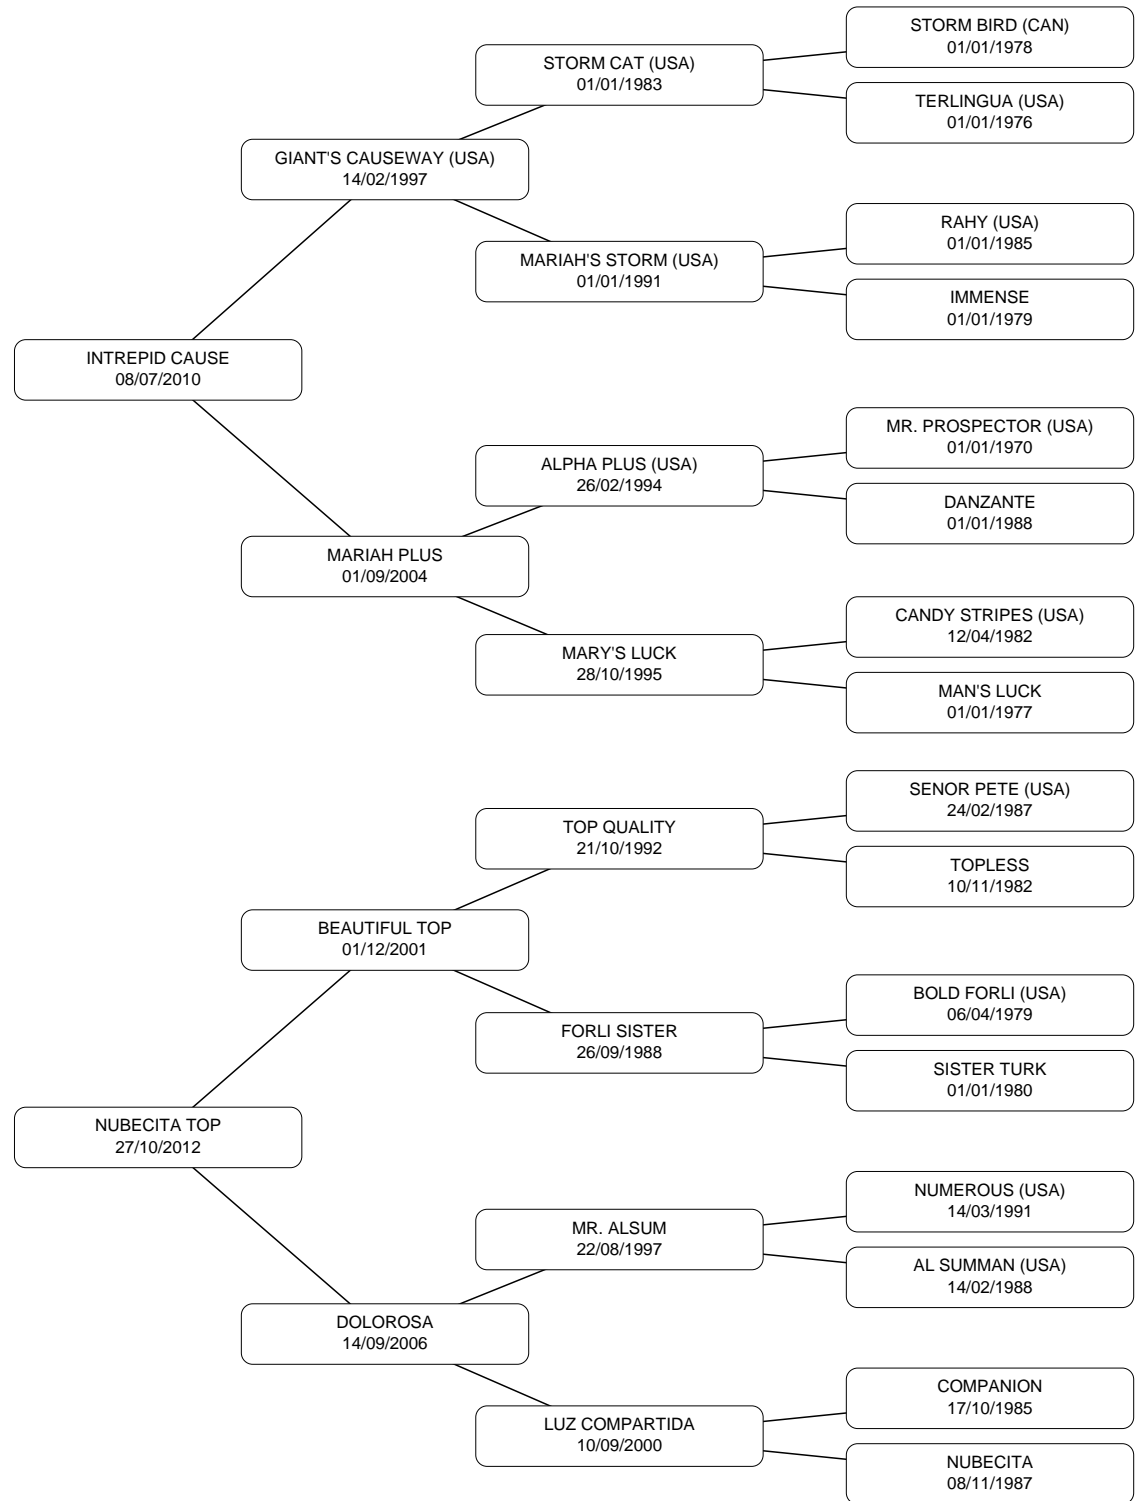 STORM BIRD (CAN)
01/01/1978
STORM CAT (USA)
01/01/1983
TERLINGUA (USA)
01/01/1976
GIANT'S CAUSEWAY (USA)
14/02/1997
RAHY (USA)
01/01/1985
MARIAH'S STORM (USA)
01/01/1991
IMMENSE
01/01/1979
INTREPID CAUSE
08/07/2010
MR. PROSPECTOR (USA)
01/01/1970
ALPHA PLUS (USA)
26/02/1994
DANZANTE
01/01/1988
MARIAH PLUS
01/09/2004
CANDY STRIPES (USA)
12/04/1982
MARY'S LUCK
28/10/1995
MAN'S LUCK
01/01/1977
SENOR PETE (USA)
24/02/1987
TOP QUALITY
21/10/1992
TOPLESS
10/11/1982
BEAUTIFUL TOP
01/12/2001
BOLD FORLI (USA)
06/04/1979
FORLI SISTER
26/09/1988
SISTER TURK
01/01/1980
NUBECITA TOP
27/10/2012
NUMEROUS (USA)
14/03/1991
MR. ALSUM
22/08/1997
AL SUMMAN (USA)
14/02/1988
DOLOROSA
14/09/2006
COMPANION
17/10/1985
LUZ COMPARTIDA
10/09/2000
NUBECITA
08/11/1987